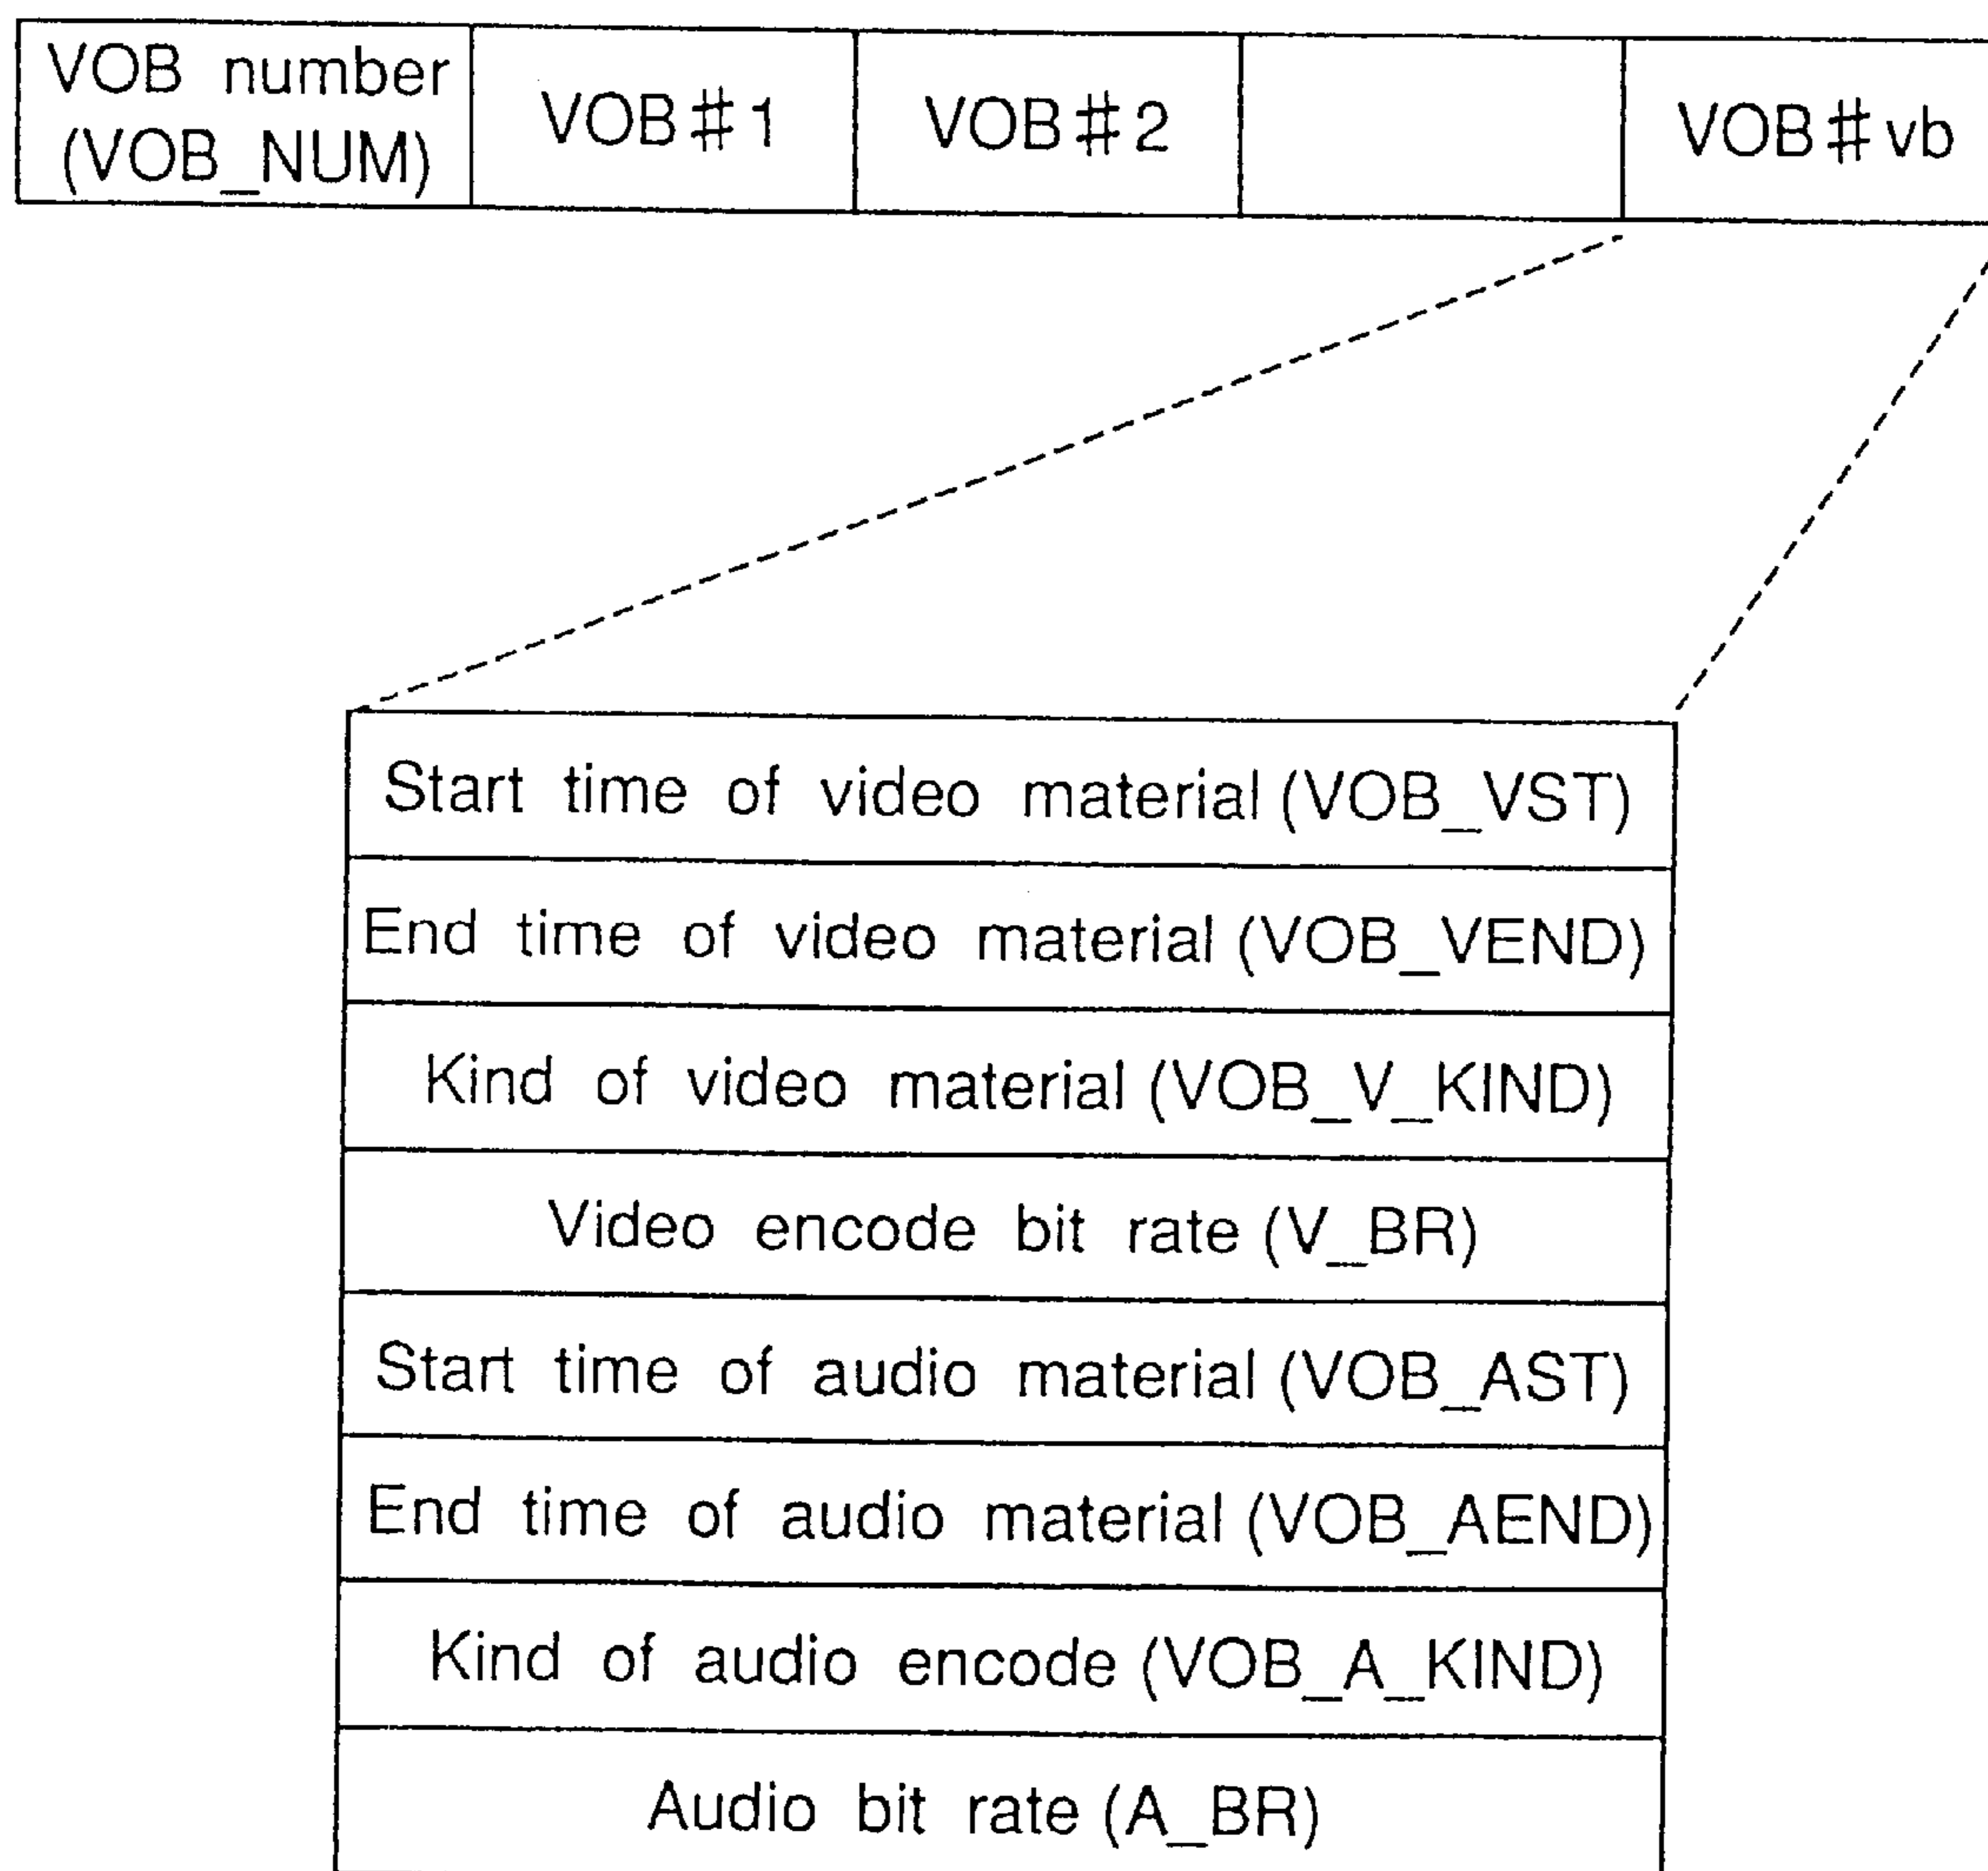 VOB number
(VOB_NUM)
VOB#1
VOB#2
VOB#vb
Start time of video material (VOB_VST)
End time of video material (VOB_VEND)
Kind of video material (VOB_V_KIND)
Video encode bit rate (V_BR)
Start time of audio material (VOB_AST)
End time of audio material (VOB_AEND)
Kind of audio encode (VOB_A_KIND)
Audio bit rate (A_BR)